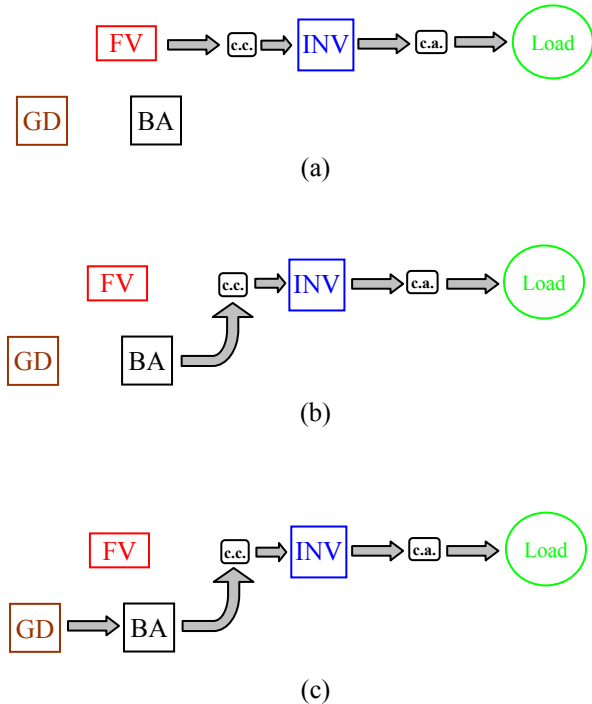 FV c.c. INV c.a. Load
GD BA
(a)
FV c.c. INV c.a. Load
GD BA
(b)
FV c.c. INV c.a. Load
GD BA
(c)